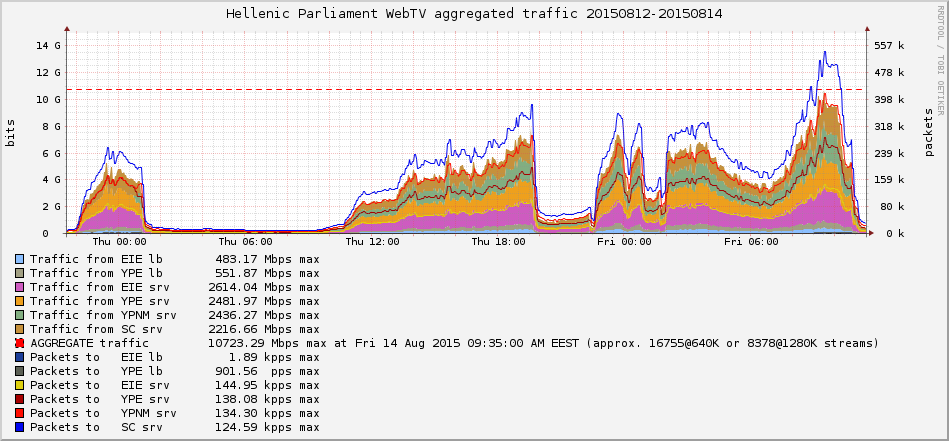 Hellenic Parliament WebTV aggregated traffic 20150812-20150814
RRDTOOL / TOBI OETIKER
bits
packets
14 G 557 k
12 G 478 k
10 G 398 k
8 G 318 k
6 G 239 k
4 G 159 k
2 G 80 k
0 0 k
Thu 00:00 Thu 06:00 Thu 12:00 Thu 18:00 Fri 00:00 Fri 06:00
Traffic from EIE lb 483.17 Mbps max
Traffic from YPE lb 551.87 Mbps max
Traffic from EIE srv 2614.04 Mbps max
Traffic from YPE srv 2481.97 Mbps max
Traffic from YPNM srv 2436.27 Mbps max
Traffic from SC srv 2216.66 Mbps max
AGGREGATE traffic 10723.29 Mbps max at Fri 14 Aug 2015 09:35:00 AM EEST (approx. 16755@640K or 8378@1280K streams)
Packets to EIE lb 1.89 kpps max
Packets to YPE lb 901.56 pps max
Packets to EIE srv 144.95 kpps max
Packets to YPE srv 138.08 kpps max
Packets to YPNM srv 134.30 kpps max
Packets to SC srv 124.59 kpps max